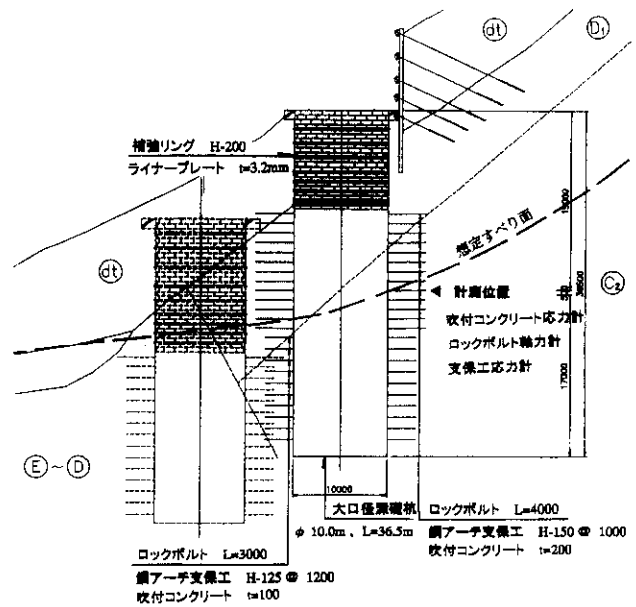 dt
D₁
補強リング H-200
ライナープレート t=3.2mm
想定すべり面
dt
計測位置
C₂
吹付コンクリート応力計
ロックボルト軸力計
支保工応力計
17000
E～D
10000
大口径深礎杭
φ 10.0m 、L=36.5m
ロックボルト L=4000
鋼アーチ支保工 H-150 @ 1000
吹付コンクリート t=200
ロックボルト L=3000
鋼アーチ支保工 H-125 @ 1200
吹付コンクリート t=100